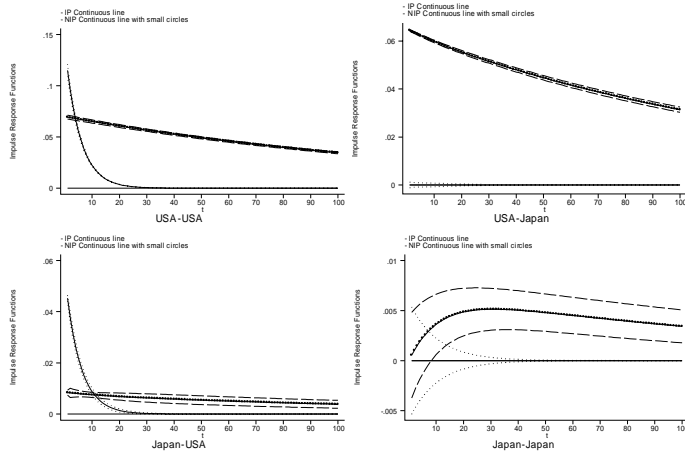 - IP Continuous line
- NIP Continuous line with small circles
Impulse Response Functions
.15
.1
.05
0
10 20 30 40 50 60 70 80 90 100
t
USA-USA
- IP Continuous line
- NIP Continuous line with small circles
Impulse Response Functions
.06
.04
.02
0
10 20 30 40 50 60 70 80 90 100
t
USA-Japan
- IP Continuous line
- NIP Continuous line with small circles
Impulse Response Functions
.06
.04
.02
0
10 20 30 40 50 60 70 80 90 100
t
Japan-USA
- IP Continuous line
- NIP Continuous line with small circles
Impulse Response Functions
.01
.005
0
-.005
10 20 30 40 50 60 70 80 90 100
t
Japan-Japan